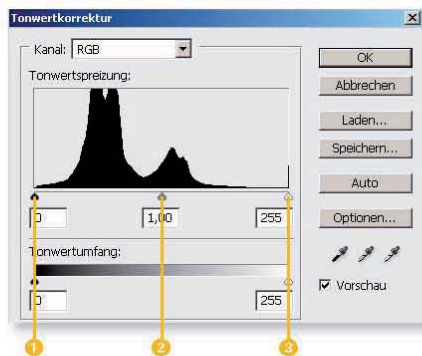 Tonwertkorrektur
Kanal: RGB
Tonwertspreizung:
0 1,00 255
Tonwertumfang:
0 255
OK
Abbrechen
Laden...
Speichern...
Auto
Optionen...
Vorschau
1 2 3